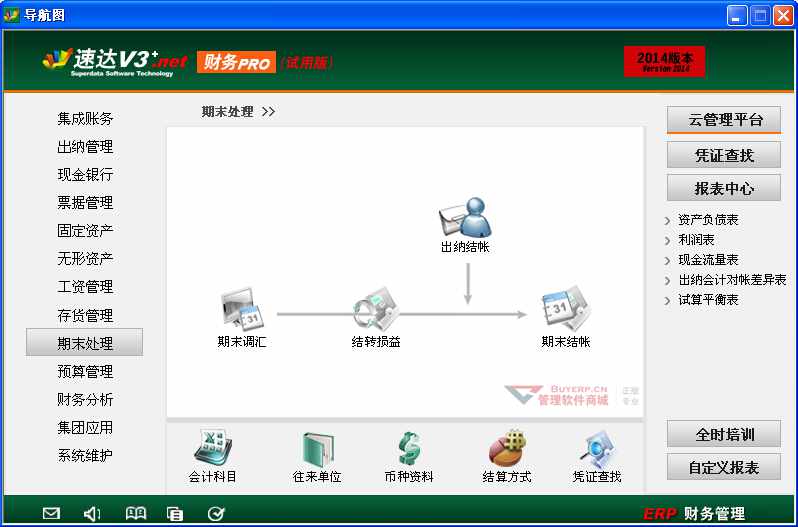 导航图
速达V3+.net
Superdata Software Technology
财务PRO
(试用版)
2014版本
Version 2014
集成账务
出纳管理
现金银行
票据管理
固定资产
无形资产
工资管理
存货管理
期末处理
预算管理
财务分析
集团应用
系统维护
期末处理 >>
出纳结帐
期末调汇
31
结转损益
31
期末结帐
BUYERP.CN
管理软件商城
正版
专业
会计科目
往来单位
币种资料
结算方式
凭证查找
云管理平台
凭证查找
报表中心
资产负债表
利润表
现金流量表
出纳会计对帐差异表
试算平衡表
全时培训
自定义报表
ERP 财务管理